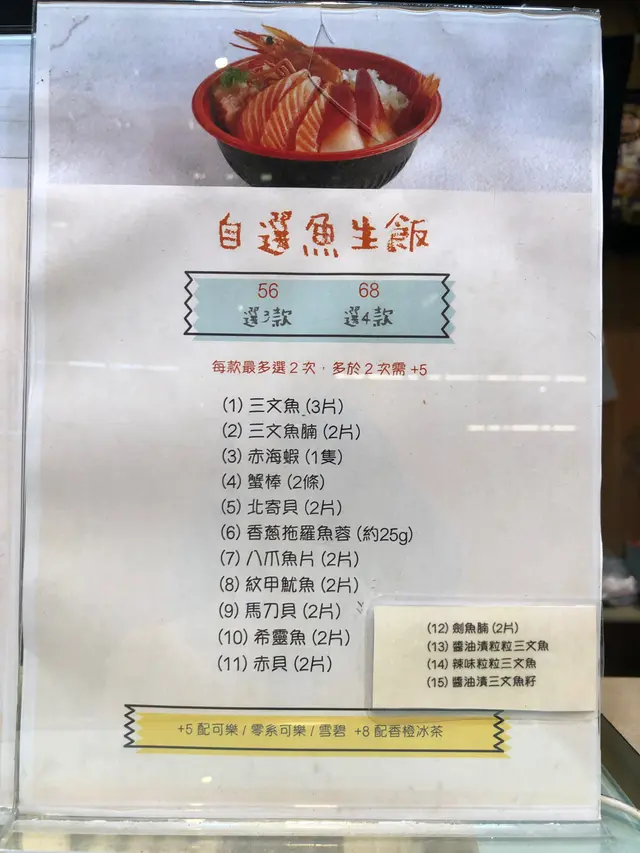 自選魚生飯
56 68
選3款 選4款
每款最多選2次，多於2次需+5
(1) 三文魚 (3片)
(2) 三文魚腩 (2片)
(3) 赤海蝦 (1隻)
(4) 蟹棒 (2條)
(5) 北寄貝 (2片)
(6) 香蔥拖羅魚蓉 (約25g)
(7) 八爪魚片 (2片)
(8) 紋甲魷魚 (2片)
(9) 馬刀貝 (2片)
(10) 希靈魚 (2片)
(11) 赤貝 (2片)
(12) 劍魚腩 (2片)
(13) 醬油漬粒粒三文魚
(14) 辣味粒粒三文魚
(15) 醬油漬三文魚籽
+5 配可樂 / 零系可樂 / 雪碧 +8 配香橙冰茶